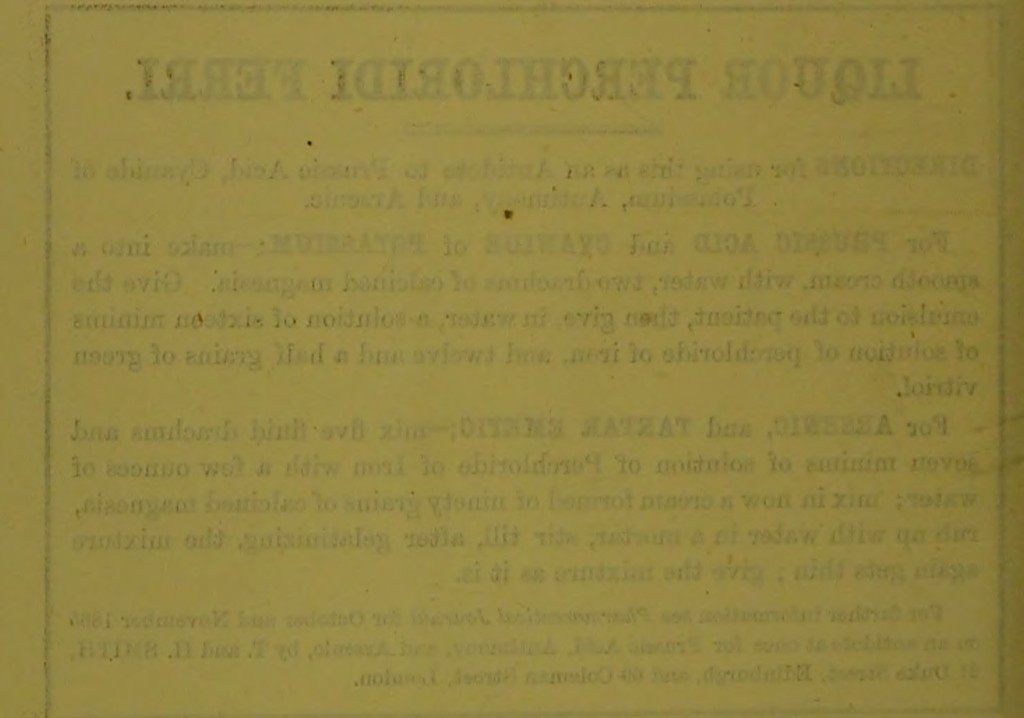 LIQUOR PERCHLORIDI FERRI.
DIRECTIONS for using this as an Antidote to Prussic Acid, Cyanide of
Potassium, Antimony, and Arsenic.
For PRUSSIC ACID and CYANIDE of POTASSIUM;—make into a
smooth cream, with water, two drachms of calcined magnesia. Give the
emulsion to the patient, then give, in water, a solution of sixteen minims
of solution of perchloride of iron, and twelve and a half grains of green
vitriol.
For ARSENIC, and TARTAR EMETIC;—mix five fluid drachms and
seven minims of solution of Perchloride of Iron with a few ounces of
water; mix in now a cream formed of ninety grains of calcined magnesia,
rub up with water in a mortar, stir till, after gelatinizing, the mixture
again gets thin; give the mixture as it is.
For further information see Pharmaceutical Journal for October and November 1865
on an antidote at once for Prussic Acid, Antimony, and Arsenic, by T. and H. SMITH,
21 Duke Street, Edinburgh, and 69 Coleman Street, London.